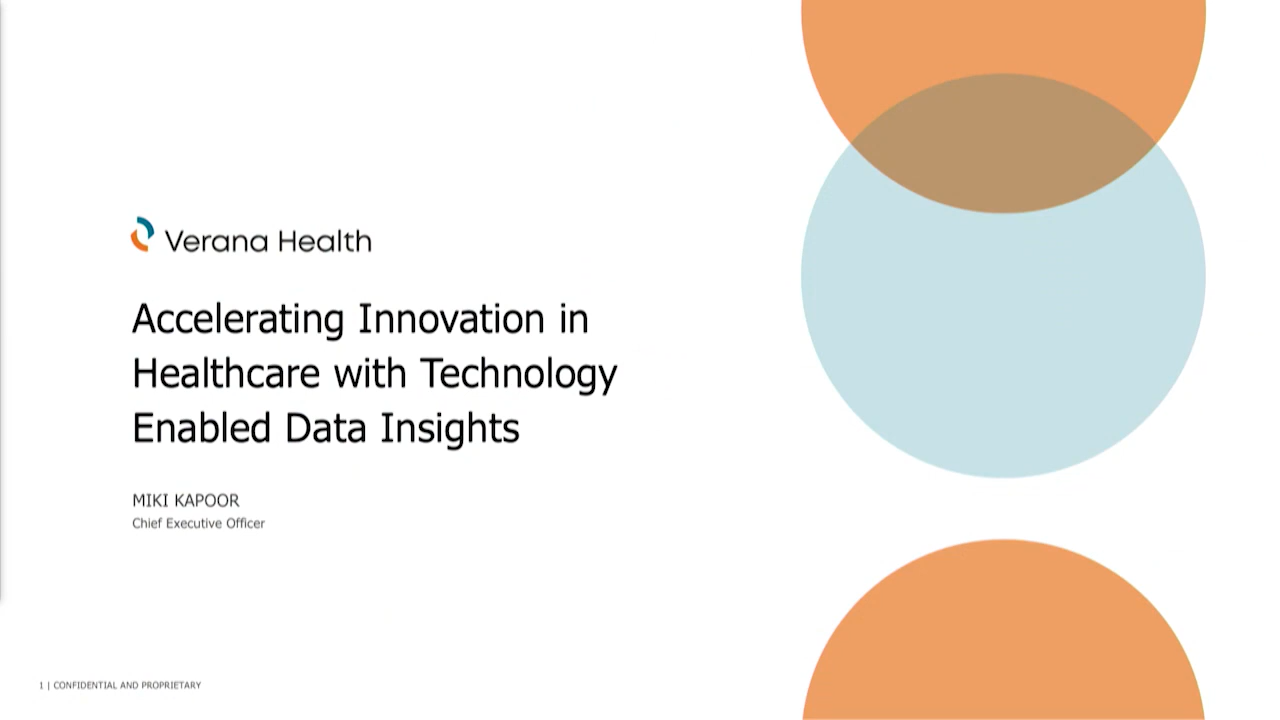 Verana Health
Accelerating Innovation in
Healthcare with Technology
Enabled Data Insights
MIKI KAPOOR
Chief Executive Officer
1 | CONFIDENTIAL AND PROPRIETARY